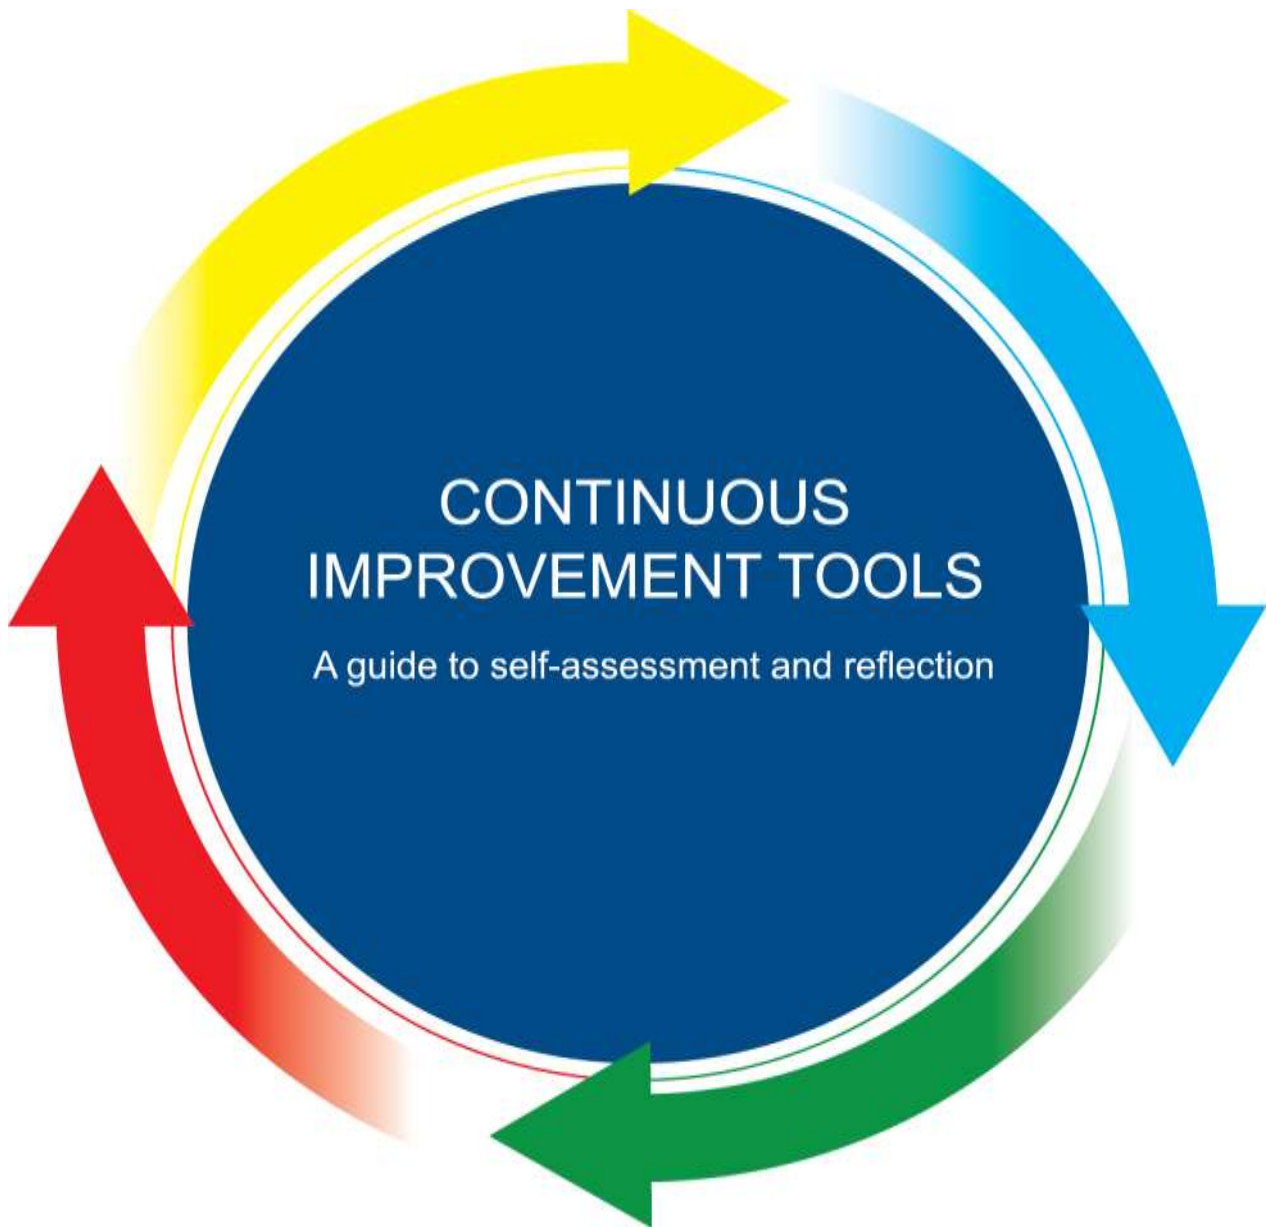 CONTINUOUS
IMPROVEMENT TOOLS
A guide to self-assessment and reflection